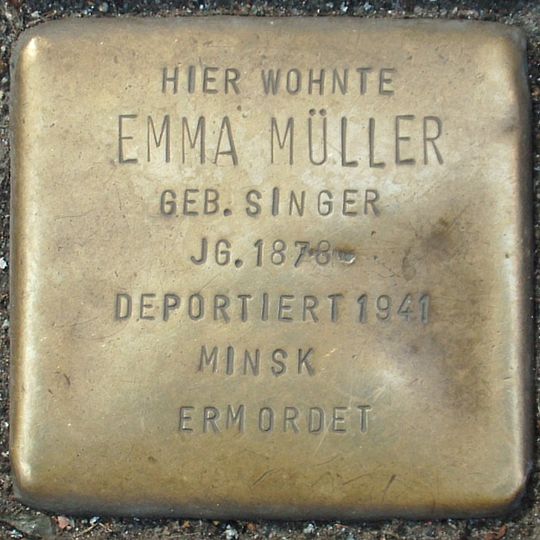 HIER WOHNTE
EMMA MÜLLER
GEB. SINGER
JG. 1878
DEPORTIERT 1941
MINSK
ERMORDET